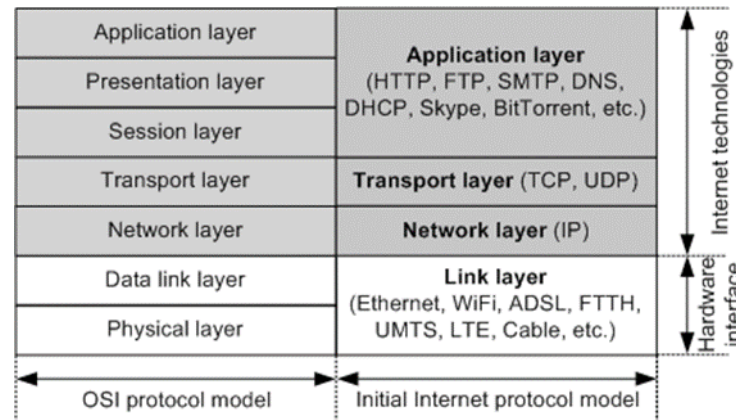 Application layer
Presentation layer
Session layer
Transport layer
Network layer
Data link layer
Physical layer
Application layer
(HTTP, FTP, SMTP, DNS,
DHCP, Skype, BitTorrent, etc.)
Transport layer (TCP, UDP)
Network layer (IP)
Link layer
(Ethernet, WiFi, ADSL, FTTH,
UMTS, LTE, Cable, etc.)
Internet technologies
Hardware
interface
OSI protocol model
Initial Internet protocol model